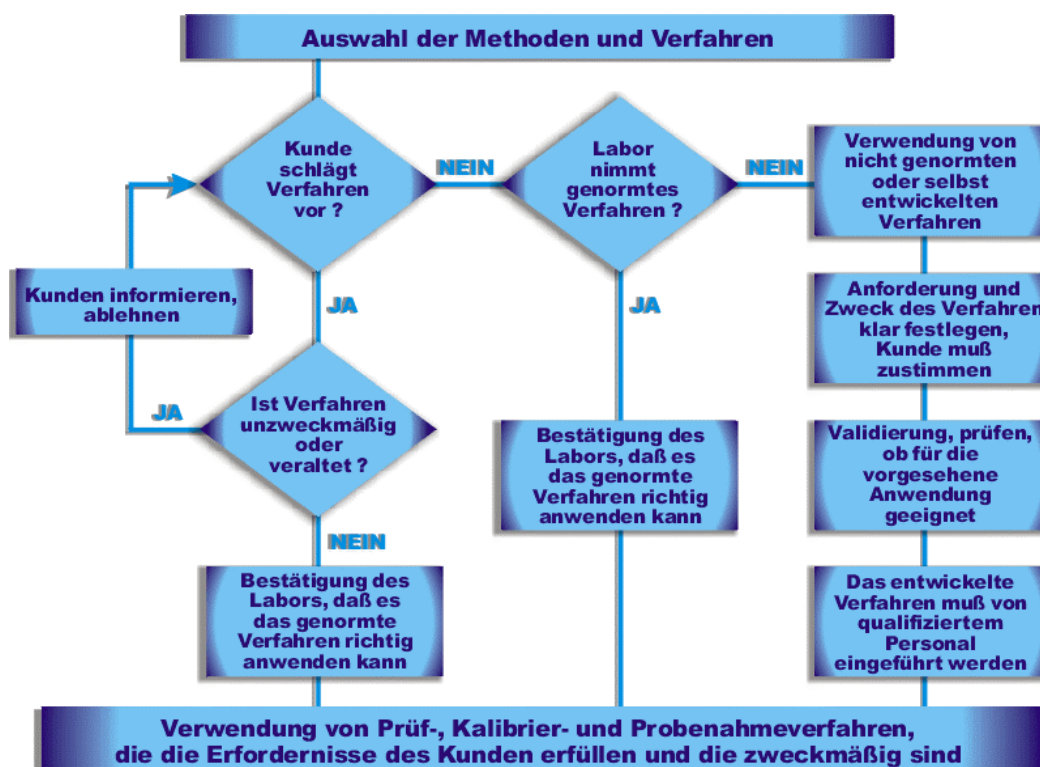 Auswahl der Methoden und Verfahren
Kunde
schlägt
Verfahren
vor ?
NEIN
Labor
nimmt
genormtes
Verfahren ?
NEIN
Verwendung von
nicht genormten
oder selbst
entwickelten
Verfahren
Kunden informieren,
ablehnen
JA
JA
Anforderung und
Zweck des Verfahren
klar festlegen,
Kunde muß
zustimmen
JA
Ist Verfahren
unzweckmäßig
oder
veraltet ?
Bestätigung des
Labors, daß es
das genormte
Verfahren richtig
anwenden kann
Validierung, prüfen,
ob für die
vorgesehene
Anwendung
geeignet
NEIN
Bestätigung des
Labors, daß es
das genormte
Verfahren richtig
anwenden kann
Das entwickelte
Verfahren muß von
qualifiziertem
Personal
eingeführt werden
Verwendung von Prüf-, Kalibrier- und Probenahmeverfahren,
die die Erfordernisse des Kunden erfüllen und die zweckmäßig sind